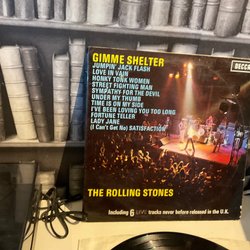 GIMME SHELTER
DECCA
JUMPIN' JACK FLASH
LOVE IN VAIN
HONKY TONK WOMEN
STREET FIGHTING MAN
SYMPATHY FOR THE DEVIL
UNDER MY THUMB
TIME IS ON MY SIDE
I'VE BEEN LOVING YOU TOO LONG
FORTUNE TELLER
LADY JANE
(I Can't Get No) SATISFACTION
THE ROLLING STONES
Including 6 LIVE tracks never before released in the U.K.